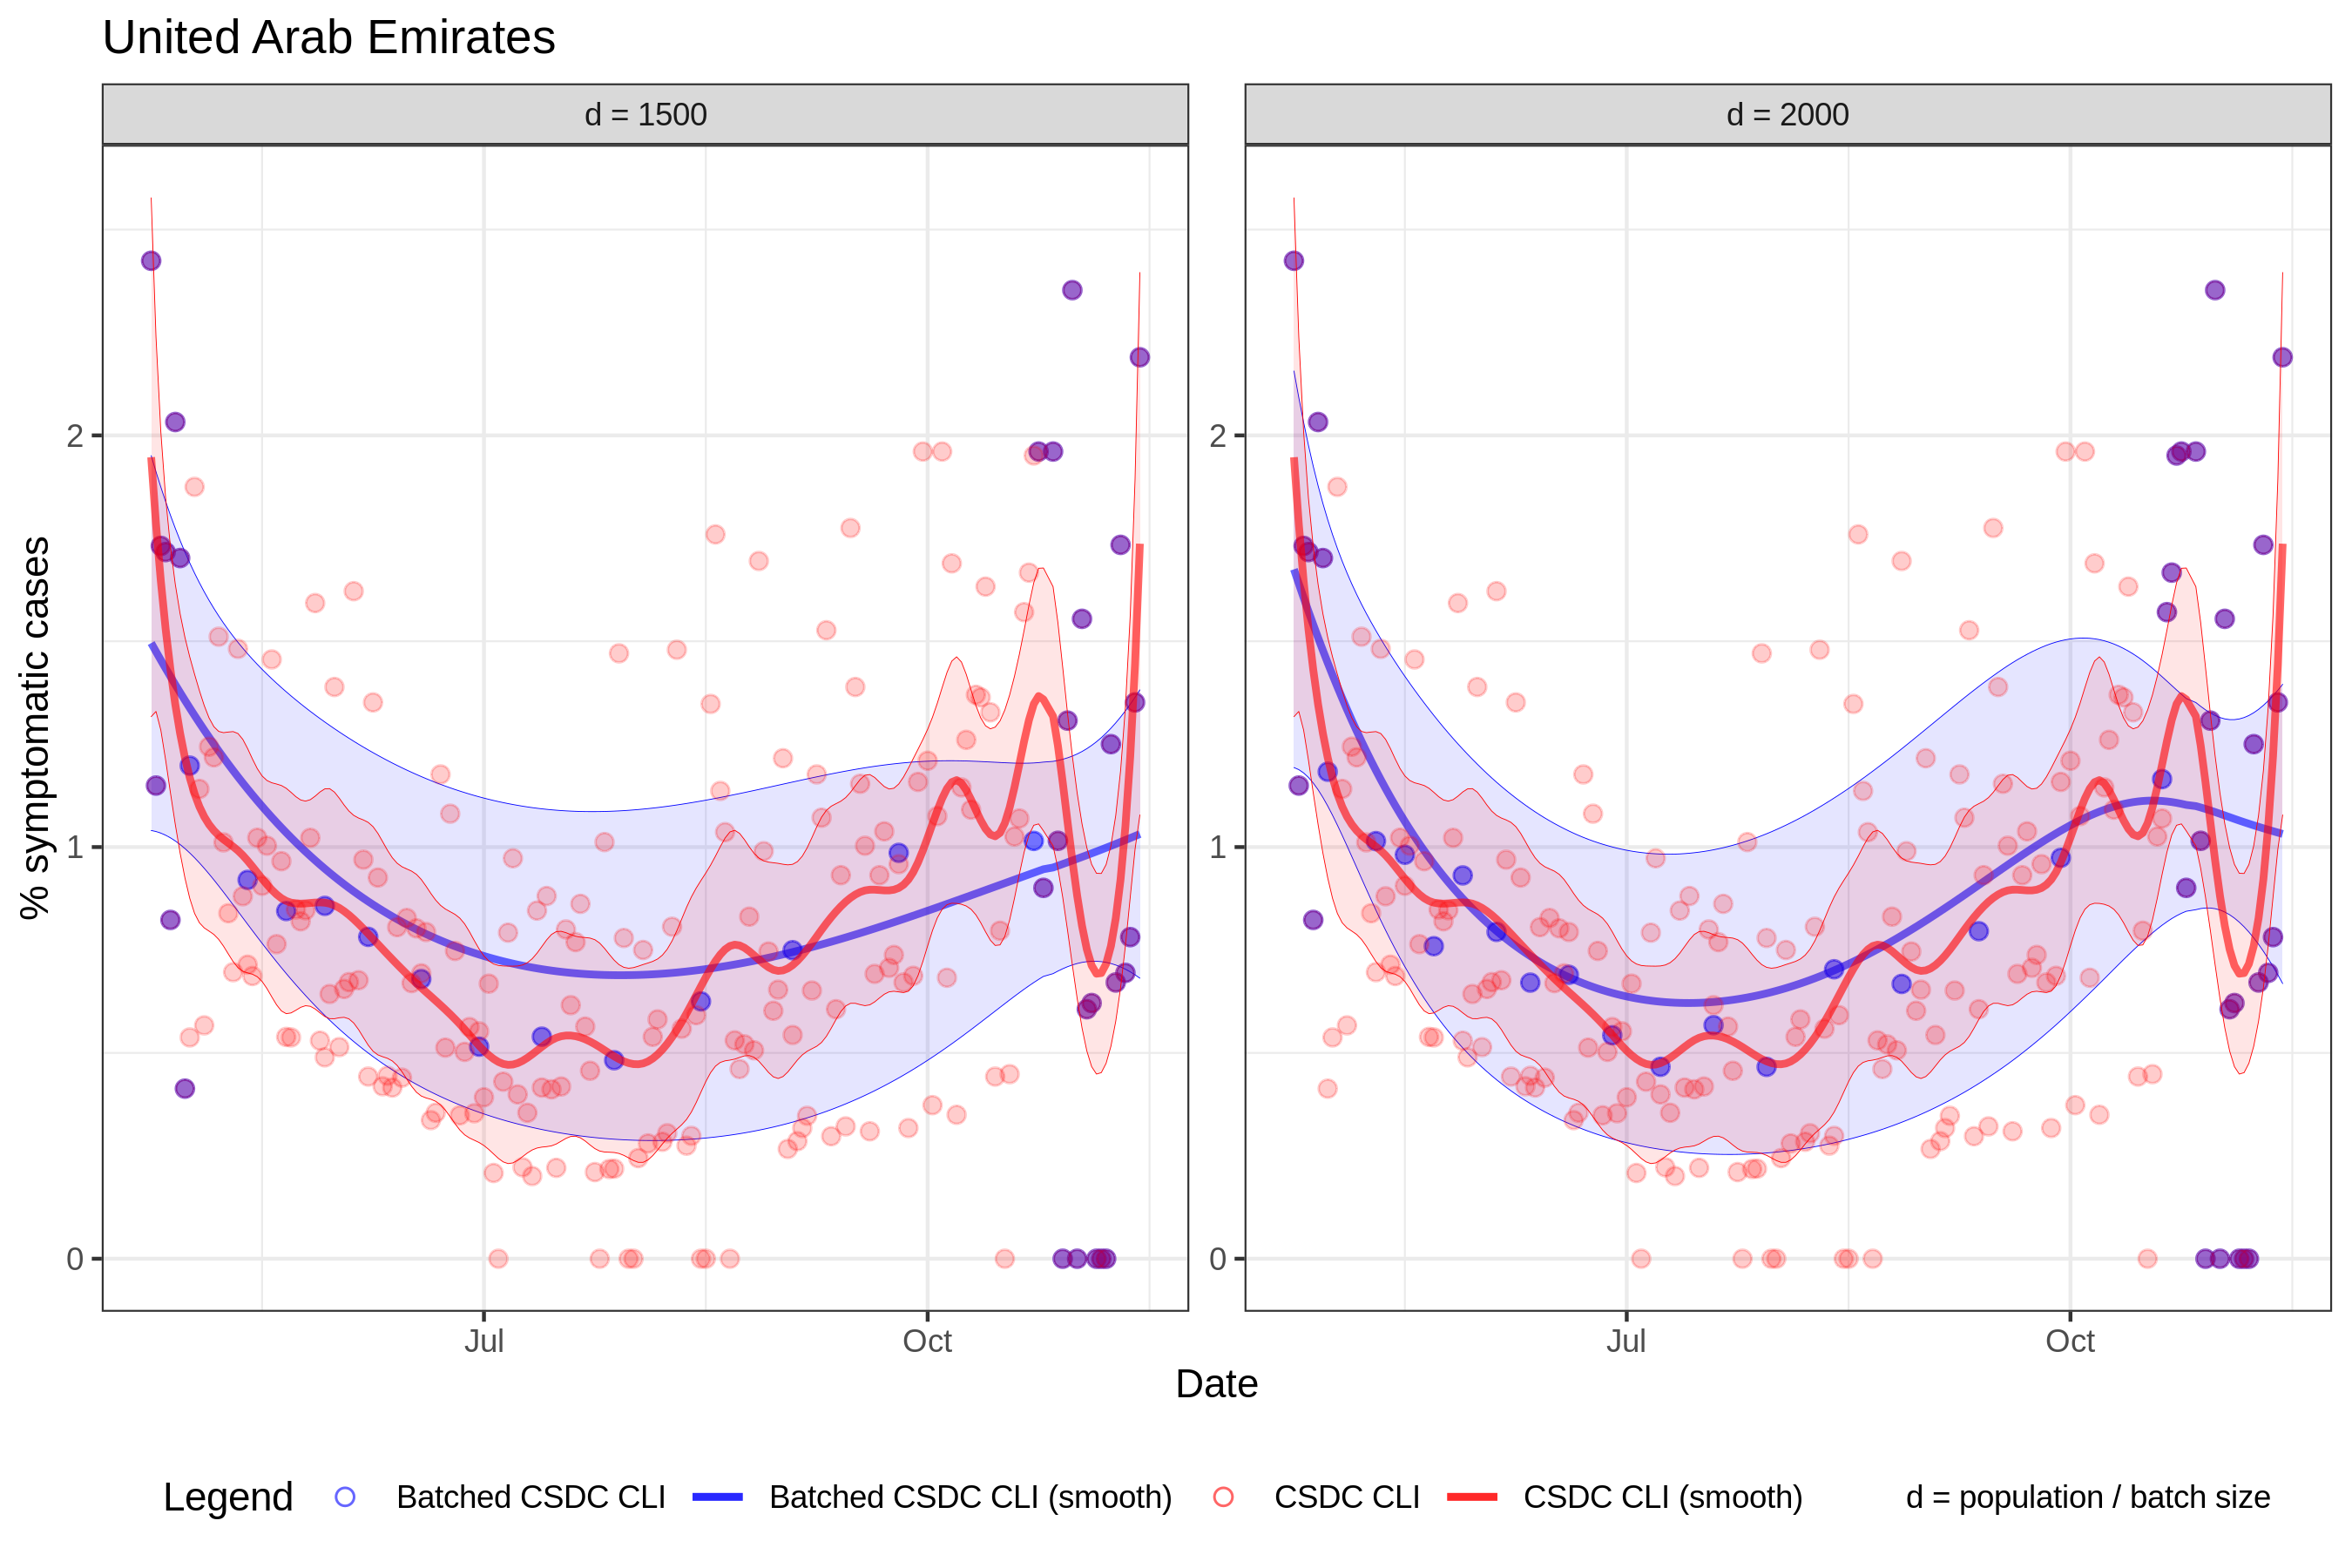 United Arab Emirates
d = 1500
d = 2000
% symptomatic cases
2
1
0
2
1
0
Jul
Oct
Jul
Oct
Date
Legend
Batched CSDC CLI
Batched CSDC CLI (smooth)
CSDC CLI
CSDC CLI (smooth)
d = population / batch size